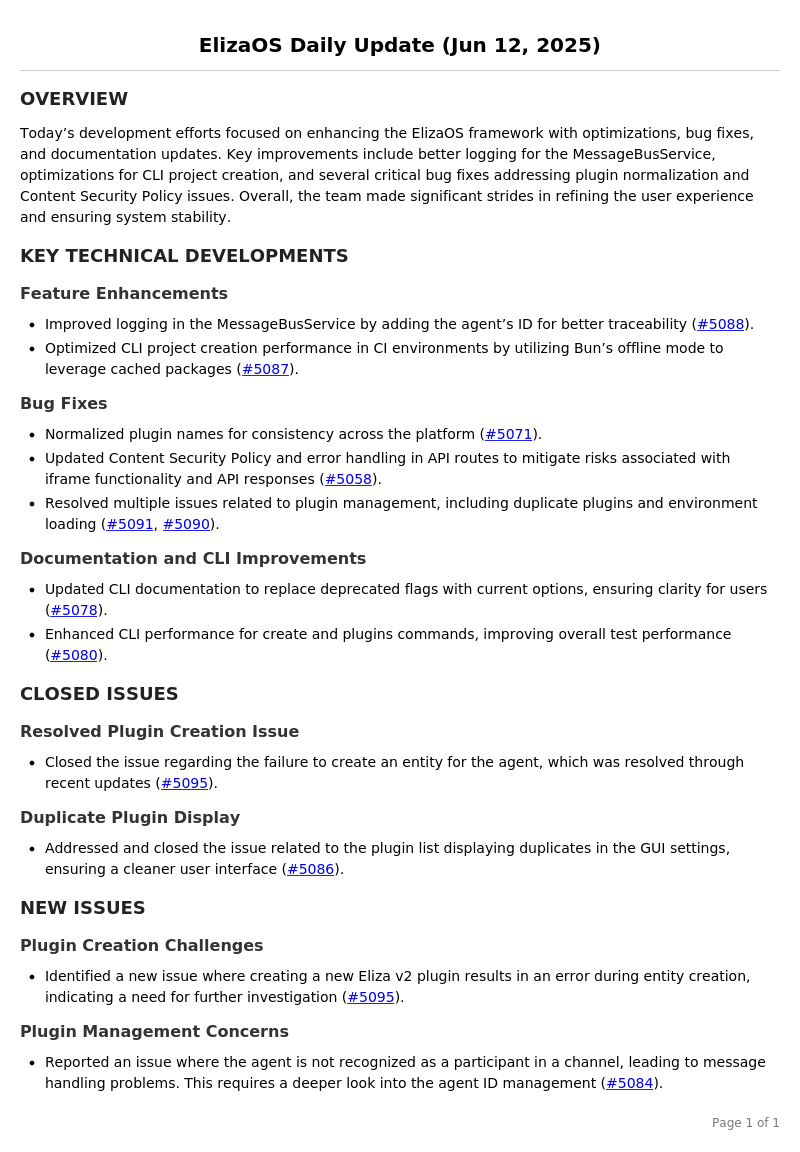 ElizaOS Daily Update (Jun 12, 2025)
OVERVIEW
Today’s development efforts focused on enhancing the ElizaOS framework with optimizations, bug fixes,
and documentation updates. Key improvements include better logging for the MessageBusService,
optimizations for CLI project creation, and several critical bug fixes addressing plugin normalization and
Content Security Policy issues. Overall, the team made significant strides in refining the user experience
and ensuring system stability.
KEY TECHNICAL DEVELOPMENTS
Feature Enhancements
• Improved logging in the MessageBusService by adding the agent’s ID for better traceability (#5088).
• Optimized CLI project creation performance in CI environments by utilizing Bun’s offline mode to
leverage cached packages (#5087).
Bug Fixes
• Normalized plugin names for consistency across the platform (#5071).
• Updated Content Security Policy and error handling in API routes to mitigate risks associated with
iframe functionality and API responses (#5058).
• Resolved multiple issues related to plugin management, including duplicate plugins and environment
loading (#5091, #5090).
Documentation and CLI Improvements
• Updated CLI documentation to replace deprecated flags with current options, ensuring clarity for users
(#5078).
• Enhanced CLI performance for create and plugins commands, improving overall test performance
(#5080).
CLOSED ISSUES
Resolved Plugin Creation Issue
• Closed the issue regarding the failure to create an entity for the agent, which was resolved through
recent updates (#5095).
Duplicate Plugin Display
• Addressed and closed the issue related to the plugin list displaying duplicates in the GUI settings,
ensuring a cleaner user interface (#5086).
NEW ISSUES
Plugin Creation Challenges
• Identified a new issue where creating a new Eliza v2 plugin results in an error during entity creation,
indicating a need for further investigation (#5095).
Plugin Management Concerns
• Reported an issue where the agent is not recognized as a participant in a channel, leading to message
handling problems. This requires a deeper look into the agent ID management (#5084).
Page 1 of 1